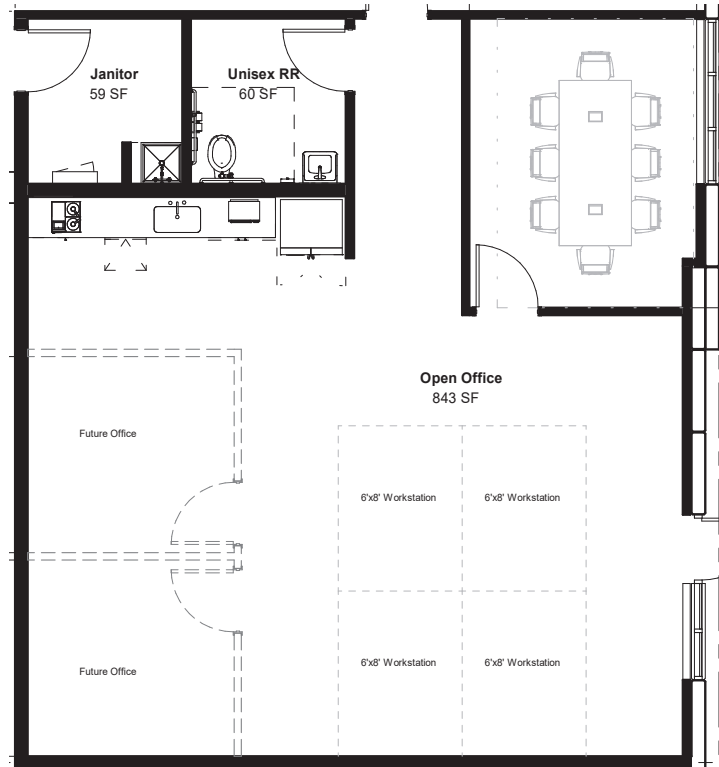 Janitor
59 SF
Unisex RR
60 SF
Open Office
843 SF
Future Office
6'x8' Workstation
6'x8' Workstation
6'x8' Workstation
6'x8' Workstation
Future Office